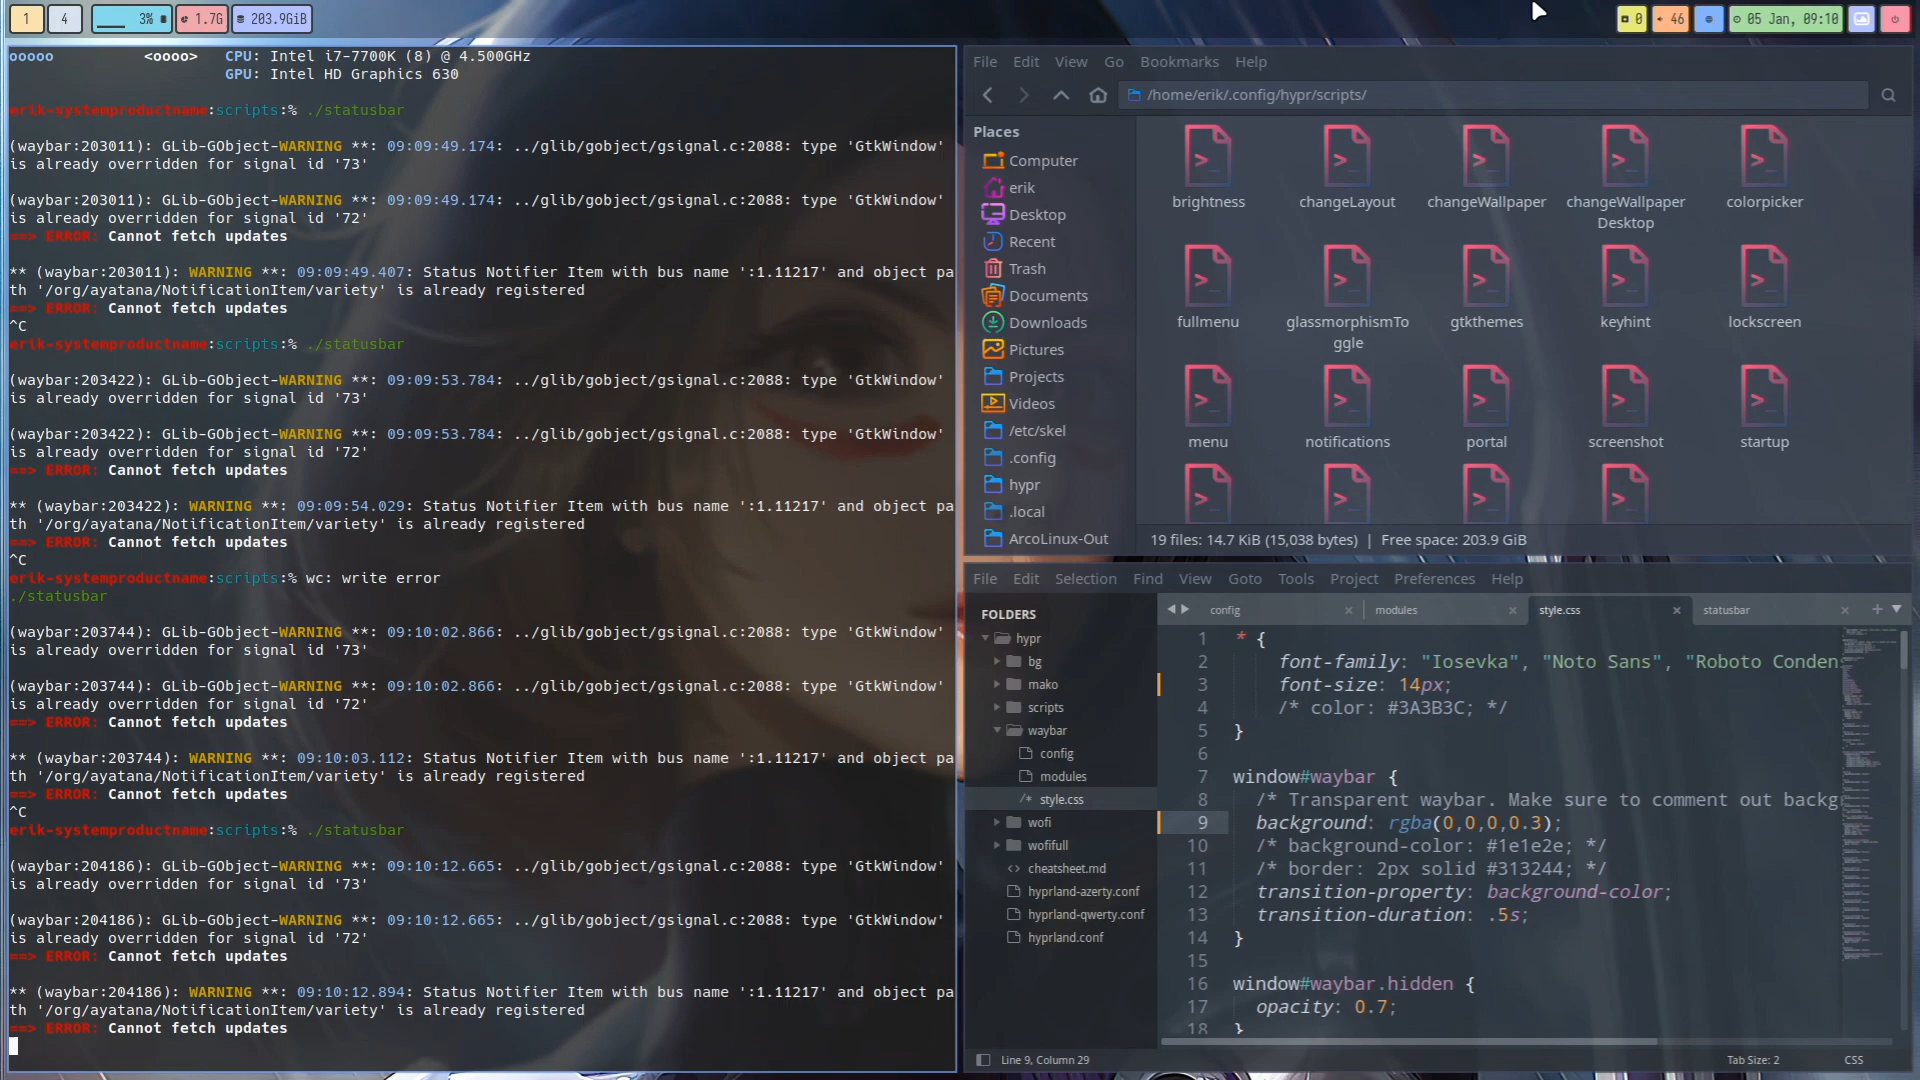 1 4 3% 1.7G 203.9GiB
0 46 05 Jan, 09:10
ooooo <oooo> CPU: Intel i7-7700K (8) @ 4.500GHz
GPU: Intel HD Graphics 630
erik-systemproductname:scripts:% ./statusbar
(waybar:203011): GLib-GObject-WARNING **: 09:09:49.174: ../glib/gobject/gsignal.c:2088: type 'GtkWindow'
is already overridden for signal id '73'
(waybar:203011): GLib-GObject-WARNING **: 09:09:49.174: ../glib/gobject/gsignal.c:2088: type 'GtkWindow'
is already overridden for signal id '72'
==> ERROR: Cannot fetch updates
** (waybar:203011): WARNING **: 09:09:49.407: Status Notifier Item with bus name ':1.11217' and object pa
th '/org/ayatana/NotificationItem/variety' is already registered
==> ERROR: Cannot fetch updates
^C
erik-systemproductname:scripts:% ./statusbar
(waybar:203422): GLib-GObject-WARNING **: 09:09:53.784: ../glib/gobject/gsignal.c:2088: type 'GtkWindow'
is already overridden for signal id '73'
(waybar:203422): GLib-GObject-WARNING **: 09:09:53.784: ../glib/gobject/gsignal.c:2088: type 'GtkWindow'
is already overridden for signal id '72'
==> ERROR: Cannot fetch updates
** (waybar:203422): WARNING **: 09:09:54.029: Status Notifier Item with bus name ':1.11217' and object pa
th '/org/ayatana/NotificationItem/variety' is already registered
==> ERROR: Cannot fetch updates
^C
erik-systemproductname:scripts:% wc: write error
./statusbar
(waybar:203744): GLib-GObject-WARNING **: 09:10:02.866: ../glib/gobject/gsignal.c:2088: type 'GtkWindow'
is already overridden for signal id '73'
(waybar:203744): GLib-GObject-WARNING **: 09:10:02.866: ../glib/gobject/gsignal.c:2088: type 'GtkWindow'
is already overridden for signal id '72'
==> ERROR: Cannot fetch updates
** (waybar:203744): WARNING **: 09:10:03.112: Status Notifier Item with bus name ':1.11217' and object pa
th '/org/ayatana/NotificationItem/variety' is already registered
==> ERROR: Cannot fetch updates
^C
erik-systemproductname:scripts:% ./statusbar
(waybar:204186): GLib-GObject-WARNING **: 09:10:12.665: ../glib/gobject/gsignal.c:2088: type 'GtkWindow'
is already overridden for signal id '73'
(waybar:204186): GLib-GObject-WARNING **: 09:10:12.665: ../glib/gobject/gsignal.c:2088: type 'GtkWindow'
is already overridden for signal id '72'
==> ERROR: Cannot fetch updates
** (waybar:204186): WARNING **: 09:10:12.894: Status Notifier Item with bus name ':1.11217' and object pa
th '/org/ayatana/NotificationItem/variety' is already registered
==> ERROR: Cannot fetch updates
File Edit View Go Bookmarks Help
/home/erik/.config/hypr/scripts/
Places
Computer
erik
Desktop
Recent
Trash
Documents
Downloads
Pictures
Projects
Videos
/etc/skel
.config
hypr
.local
ArcoLinux-Out
brightness changeLayout changeWallpaper changeWallpaper colorpicker
Desktop
fullmenu glassmorphismTo gtkthemes keyhint lockscreen
ggle
menu notifications portal screenshot startup
19 files: 14.7 KiB (15,038 bytes) | Free space: 203.9 GiB
File Edit Selection Find View Goto Tools Project Preferences Help
FOLDERS
hypr
bg
mako
scripts
waybar
config
modules
/* style.css
wofi
wofifull
<> cheatsheet.md
hyprland-azerty.conf
hyprland-qwerty.conf
hyprland.conf
config × modules × style.css × statusbar × +
1 * {
2 font-family: "Iosevka", "Noto Sans", "Roboto Conden
3 font-size: 14px;
4 /* color: #3A3B3C; */
5 }
6
7 window#waybar {
8 /* Transparent waybar. Make sure to comment out backg
9 background: rgba(0,0,0,0.3);
10 /* background-color: #1e1e2e; */
11 /* border: 2px solid #313244; */
12 transition-property: background-color;
13 transition-duration: .5s;
14 }
15
16 window#waybar.hidden {
17 opacity: 0.7;
18 }
Line 9, Column 29 Tab Size: 2 CSS